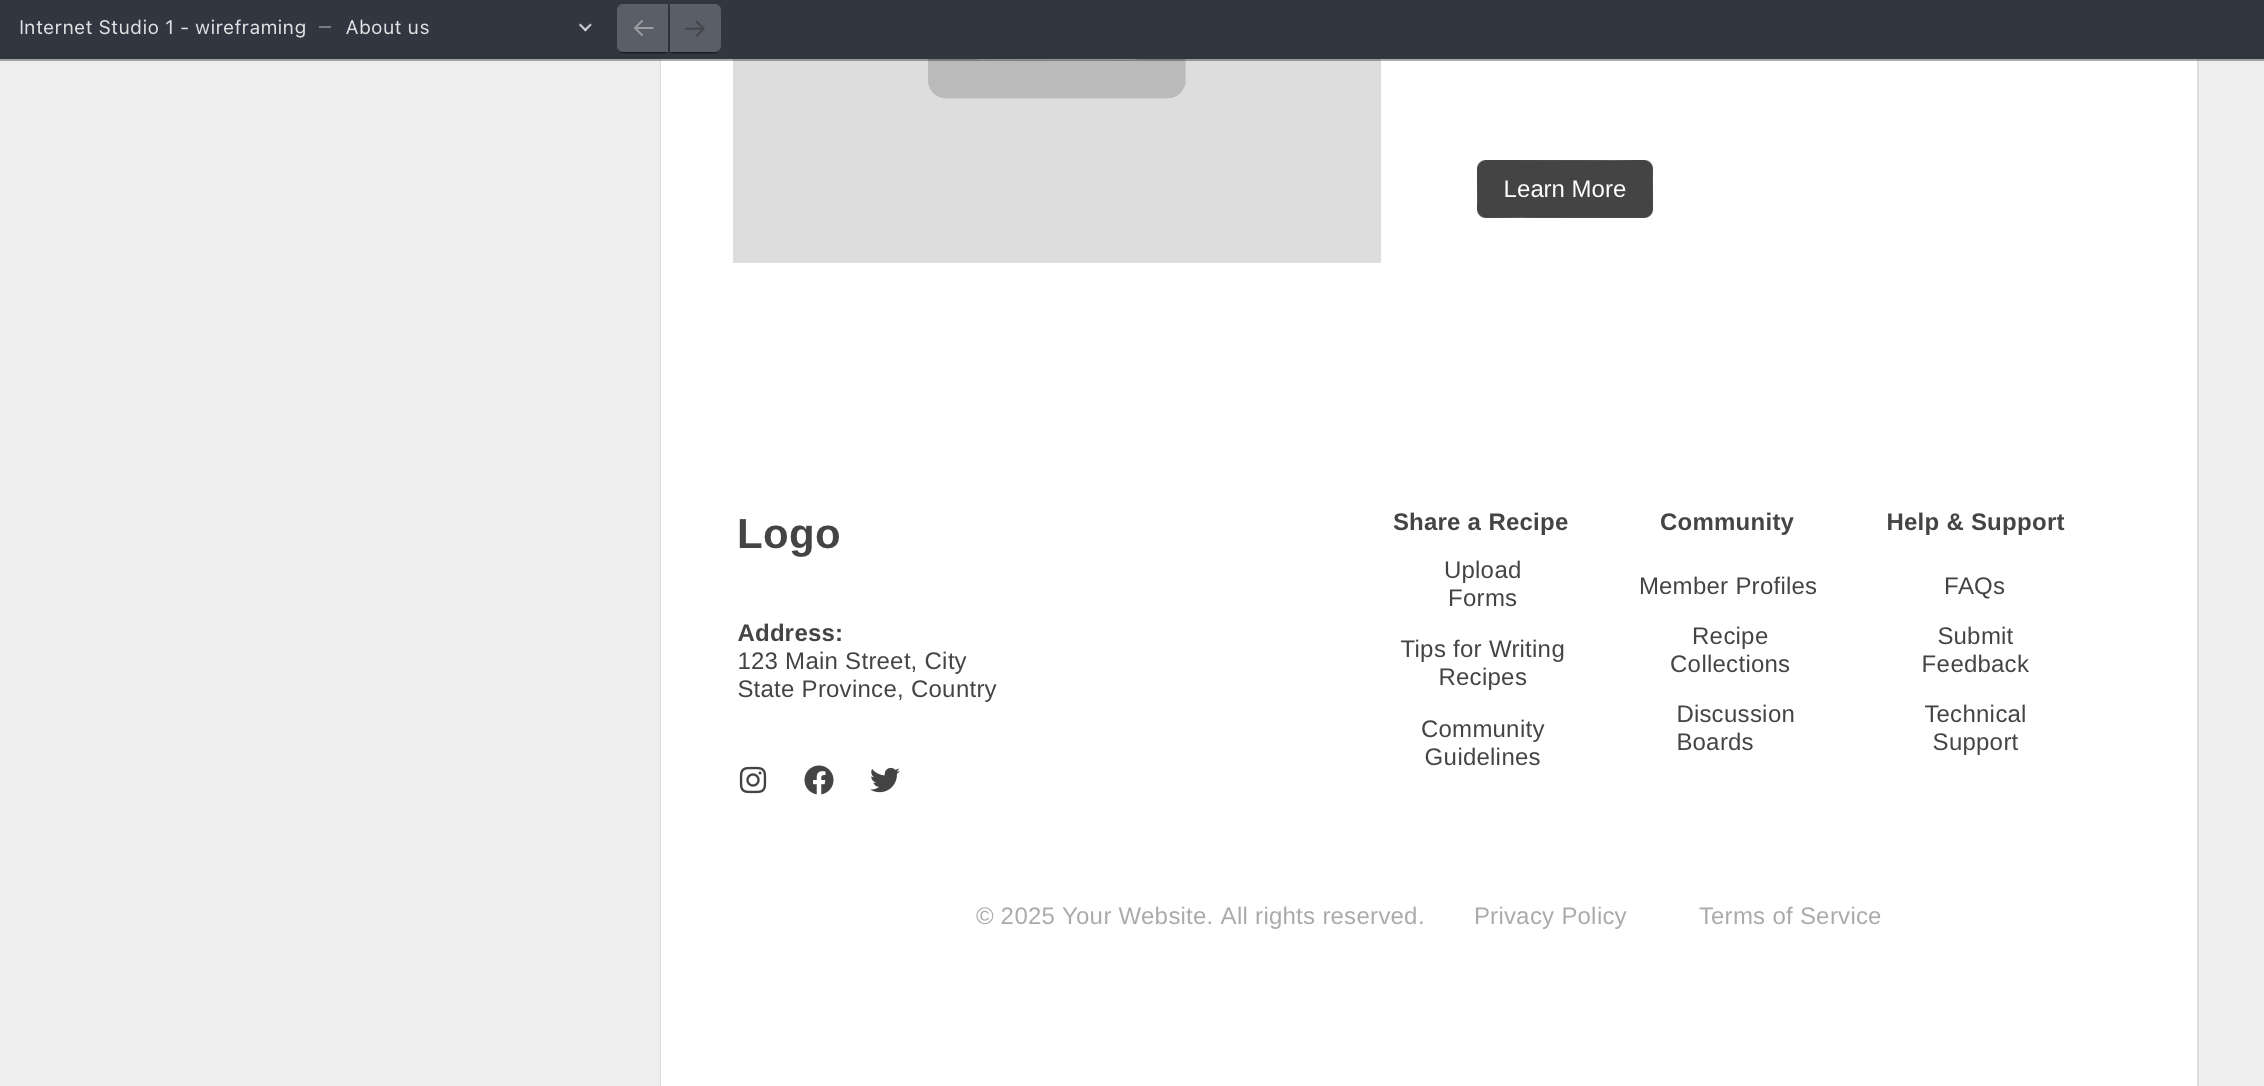 Internet Studio 1 - wireframing — About us
Learn More
Logo
Address:
123 Main Street, City
State Province, Country
Share a Recipe
Upload
Forms
Tips for Writing
Recipes
Community
Guidelines
Community
Member Profiles
Recipe
Collections
Discussion
Boards
Help & Support
FAQs
Submit
Feedback
Technical
Support
© 2025 Your Website. All rights reserved. Privacy Policy Terms of Service